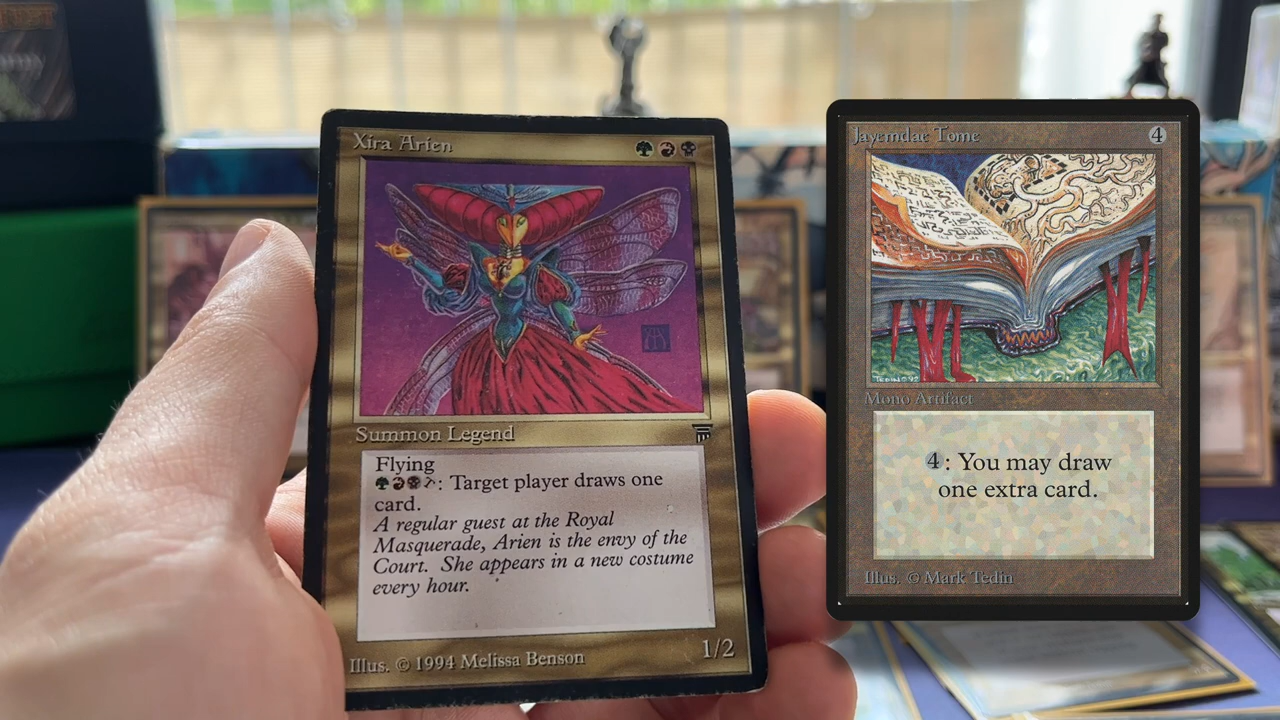 Xira Arien
Summon Legend
Flying
: Target player draws one
card.
A regular guest at the Royal
Masquerade, Arien is the envy of the
Court. She appears in a new costume
every hour.
Illus. © 1994 Melissa Benson
1/2
Jayemdae Tome
4
Mono Artifact
4: You may draw
one extra card.
Illus. © Mark Tedin